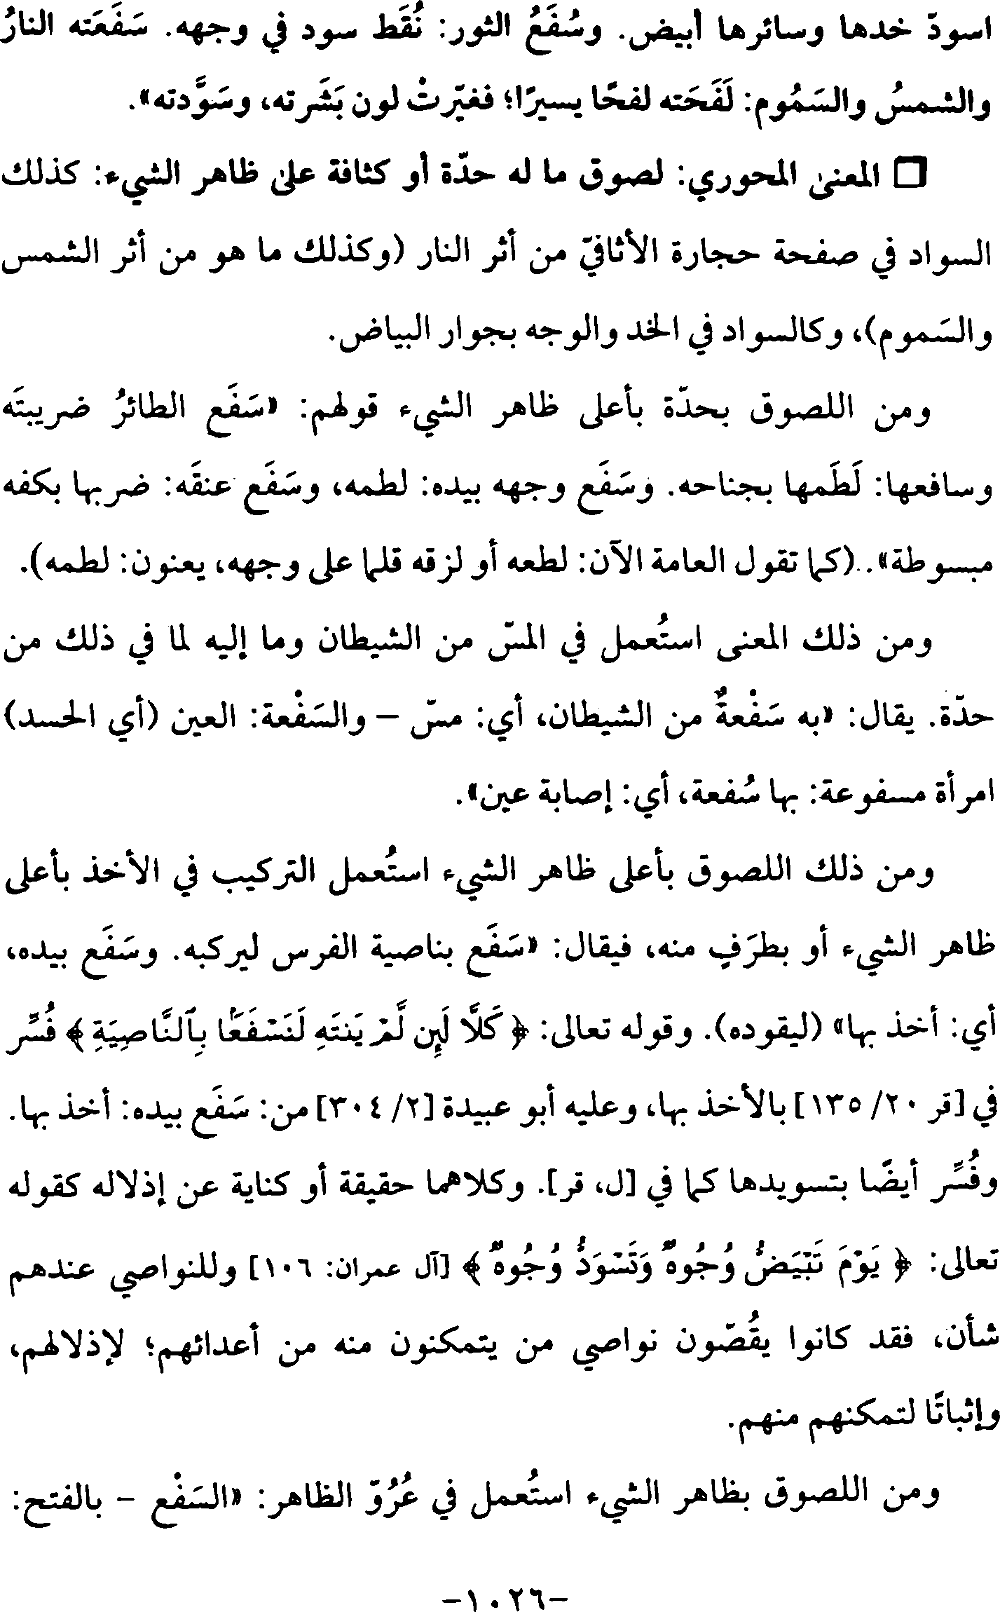 اسودّ خدها وسائرها أبيض. وسُفَعُ الثور: نُقَط سود في وجهه. سَفَعَته النارُ
والشمسُ والسَمُوم: لَفَحَته لفحًا يسيرًا؛ فغيّرتْ لون بَشَرته، وسَوَّدته».
❒ المعنىٰ المحوري: لصوق ما له حدّة أو كثافة علىٰ ظاهر الشيء: كذلك
السواد في صفحة حجارة الأثافيّ من أثر النار (وكذلك ما هو من أثر الشمس
والسَموم)، وكالسواد في الخد والوجه بجوار البياض.
ومن اللصوق بحدّة بأعلى ظاهر الشيء قولهم: «سَفَع الطائرُ ضريبتَه
وسافعها: لَطَمها بجناحه. وسَفَع وجهه بيده: لطمه، وسَفَع عنقَه: ضربها بكفه
مبسوطة»..(كما تقول العامة الآن: لطعه أو لزقه قلما على وجهه، يعنون: لطمه).
ومن ذلك المعنى استُعمل في المسّ من الشيطان وما إليه لما في ذلك من
حدّة. يقال: «به سَفْعةٌ من الشيطان، أي: مسّ – والسَفْعة: العين (أي الحسد)
امرأة مسفوعة: بها سُفعة، أي: إصابة عين».
ومن ذلك اللصوق بأعلى ظاهر الشيء استُعمل التركيب في الأخذ بأعلى
ظاهر الشيء أو بطرَفٍ منه، فيقال: «سَفَع بناصية الفرس ليركبه. وسَفَع بيده،
أي: أخذ بها» (ليقوده). وقوله تعالى: ﴿كَلَّا لَئِن لَّمْ يَنتَهِ لَنَسْفَعًۢا بِٱلنَّاصِيَةِ﴾ فُسِّر
في [قر ٢٠/ ١٣٥] بالأخذ بها، وعليه أبو عبيدة [٢/ ٣٠٤] من: سَفَع بيده: أخذ بها.
وفُسِّر أيضًا بتسويدها كما في [ل، قر]. وكلاهما حقيقة أو كناية عن إذلاله كقوله
تعالى: ﴿يَوْمَ تَبْيَضُّ وُجُوهٌ وَتَسْوَدُّ وُجُوهٌ﴾ [آل عمران: ١٠٦] وللنواصي عندهم
شأن، فقد كانوا يقُصّون نواصي من يتمكنون منه من أعدائهم؛ لإذلالهم،
وإثباتًا لتمكنهم منهم.
ومن اللصوق بظاهر الشيء استُعمل في عُرُوّ الظاهر: «السَفْع – بالفتح:
-١٠٢٦-